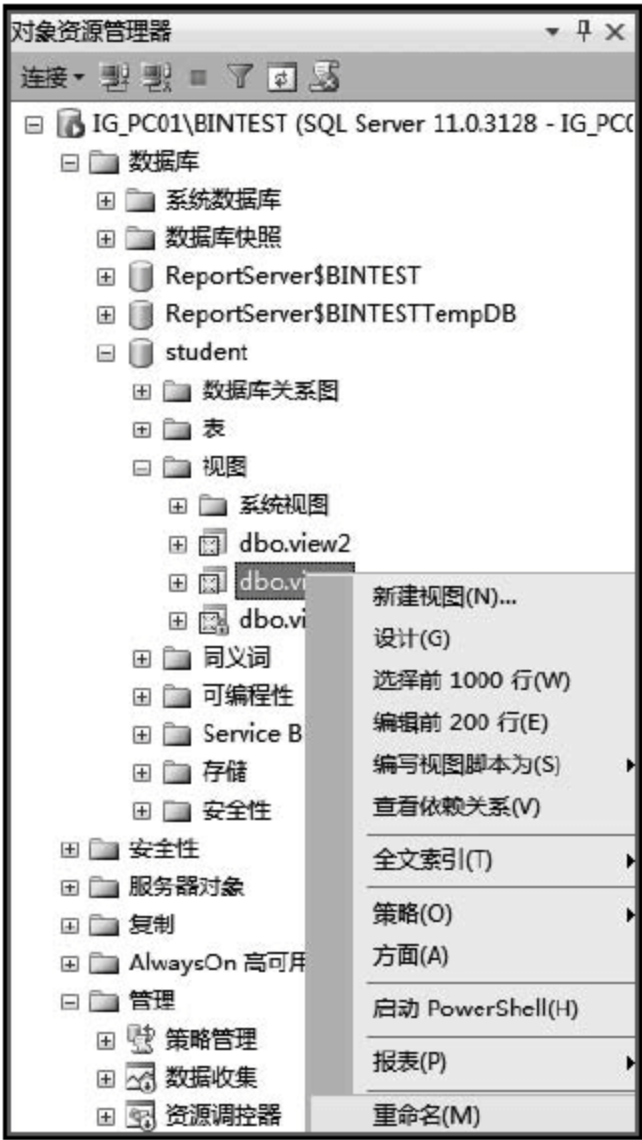 对象资源管理器
连接
IG_PC01\BINTEST (SQL Server 11.0.3128 - IG_PC0
数据库
系统数据库
数据库快照
ReportServer$BINTEST
ReportServer$BINTESTTempDB
student
数据库关系图
表
视图
系统视图
dbo.view2
dbo.vi
dbo.vi
同义词
可编程性
Service B
存储
安全性
安全性
服务器对象
复制
AlwaysOn 高可用
管理
策略管理
数据收集
资源调控器
新建视图(N)...
设计(G)
选择前 1000 行(W)
编辑前 200 行(E)
编写视图脚本为(S)
查看依赖关系(V)
全文索引(T)
策略(O)
方面(A)
启动 PowerShell(H)
报表(P)
重命名(M)